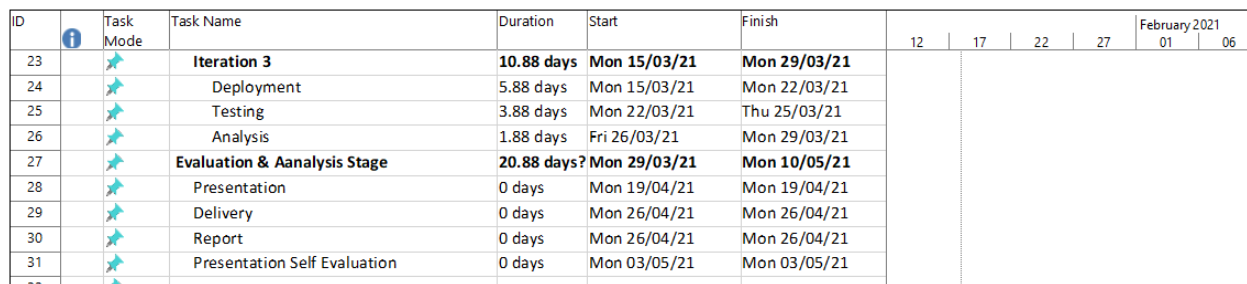 ID Task Mode Task Name Duration Start Finish February 2021
12 17 22 27 01 06
23 Iteration 3 10.88 days Mon 15/03/21 Mon 29/03/21
24 Deployment 5.88 days Mon 15/03/21 Mon 22/03/21
25 Testing 3.88 days Mon 22/03/21 Thu 25/03/21
26 Analysis 1.88 days Fri 26/03/21 Mon 29/03/21
27 Evaluation & Aanalysis Stage 20.88 days? Mon 29/03/21 Mon 10/05/21
28 Presentation 0 days Mon 19/04/21 Mon 19/04/21
29 Delivery 0 days Mon 26/04/21 Mon 26/04/21
30 Report 0 days Mon 26/04/21 Mon 26/04/21
31 Presentation Self Evaluation 0 days Mon 03/05/21 Mon 03/05/21